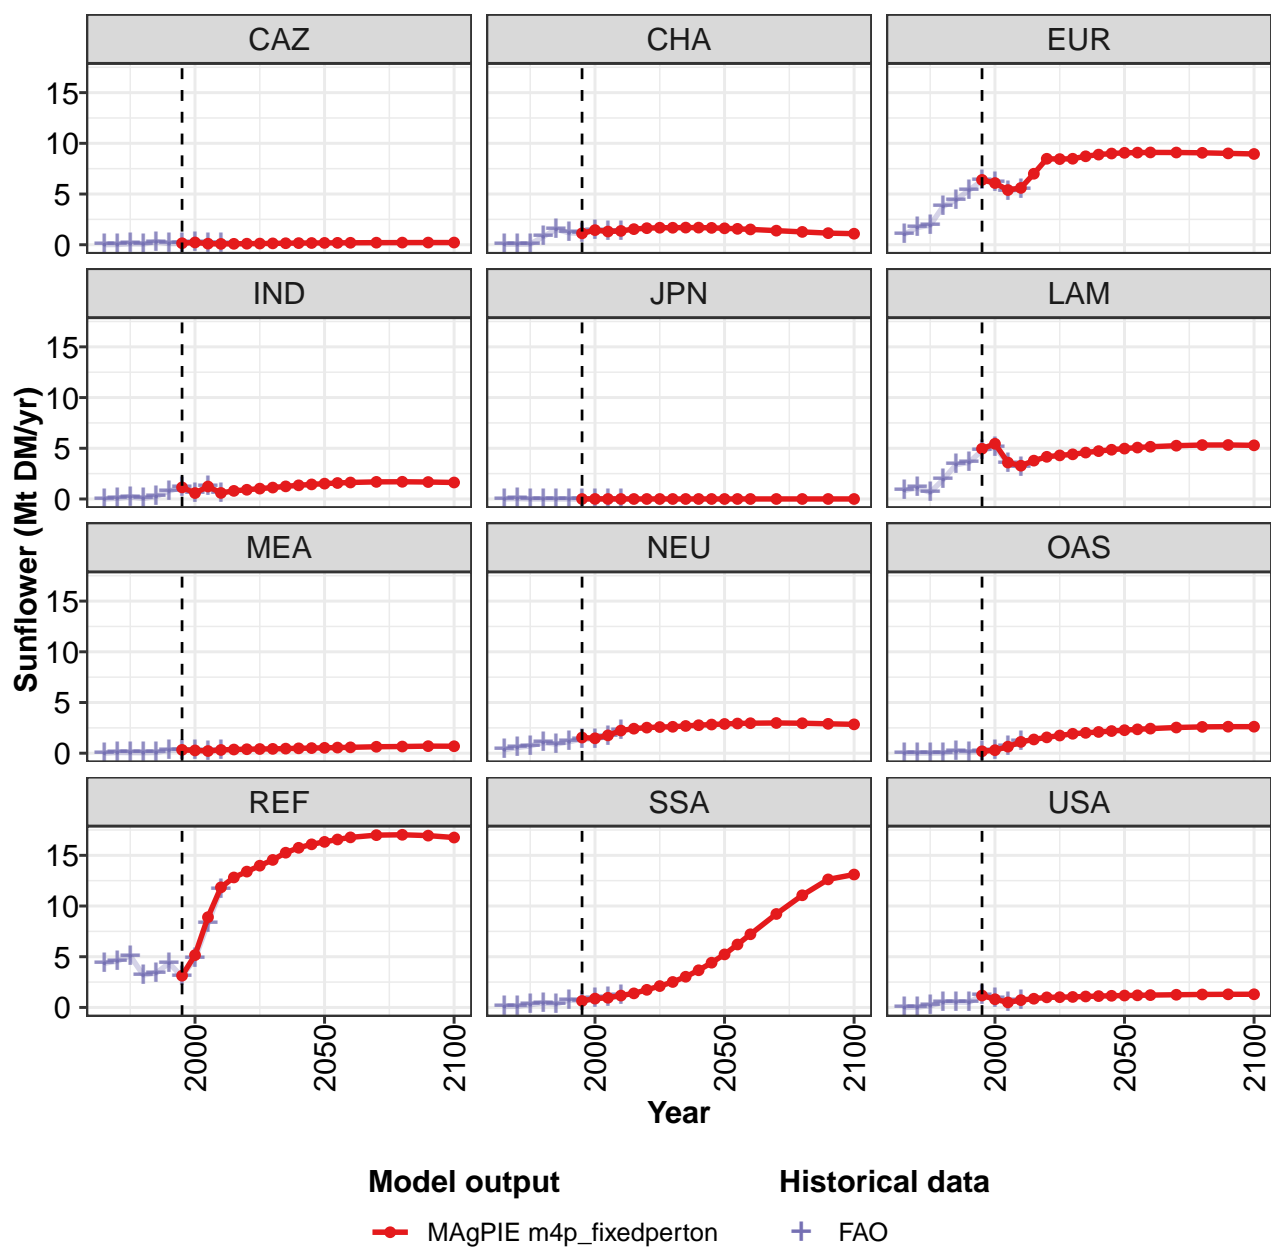 CAZ CHA EUR
15
10
5
0
IND JPN LAM
15
10
5
0
MEA NEU OAS
15
10
5
0
REF SSA USA
15
10
5
0
Sunflower (Mt DM/yr)
2000 2050 2100 2000 2050 2100 2000 2050 2100
Year
Model output Historical data
MAgPIE m4p_fixedperton FAO